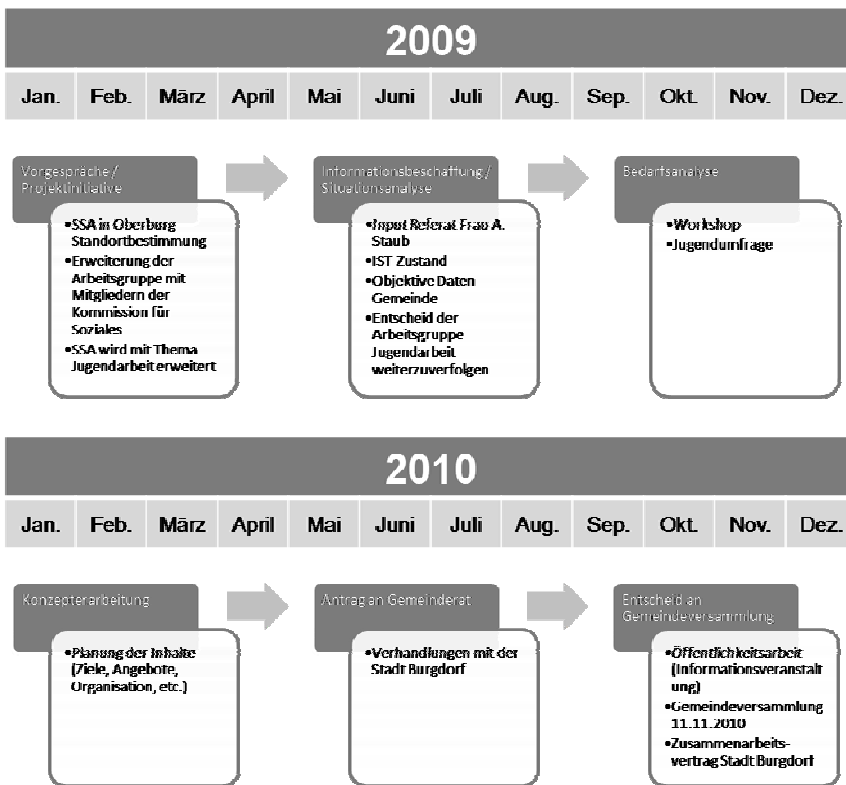 2009
Jan. Feb. März April Mai Juni Juli Aug. Sep. Okt. Nov. Dez.
Vorgespräche /
Projektinitiative
•SSA in Oberburg
Standortbestimmung
•Erweiterung der
Arbeitsgruppe mit
Mitgliedern der
Kommission für
Soziales
•SSA wird mit Thema
Jugendarbeit erweitert
Informationsbeschaffung /
Situationsanalyse
•Input Referat Frau A.
Staub
•IST Zustand
•Objektive Daten
Gemeinde
•Entscheid der
Arbeitsgruppe
Jugendarbeit
weiterzuverfolgen
Bedarfsanalyse
•Workshop
•Jugendumfrage
2010
Jan. Feb. März April Mai Juni Juli Aug. Sep. Okt. Nov. Dez.
Konzepterarbeitung
•Planung der Inhalte
(Ziele, Angebote,
Organisation, etc.)
Antrag an Gemeinderat
•Verhandlungen mit der
Stadt Burgdorf
Entscheid an
Gemeindeversammlung
•Öffentlichkeitsarbeit
(Informationsveranstalt
ung)
•Gemeindeversammlung
11.11.2010
•Zusammenarbeits-
vertrag Stadt Burgdorf